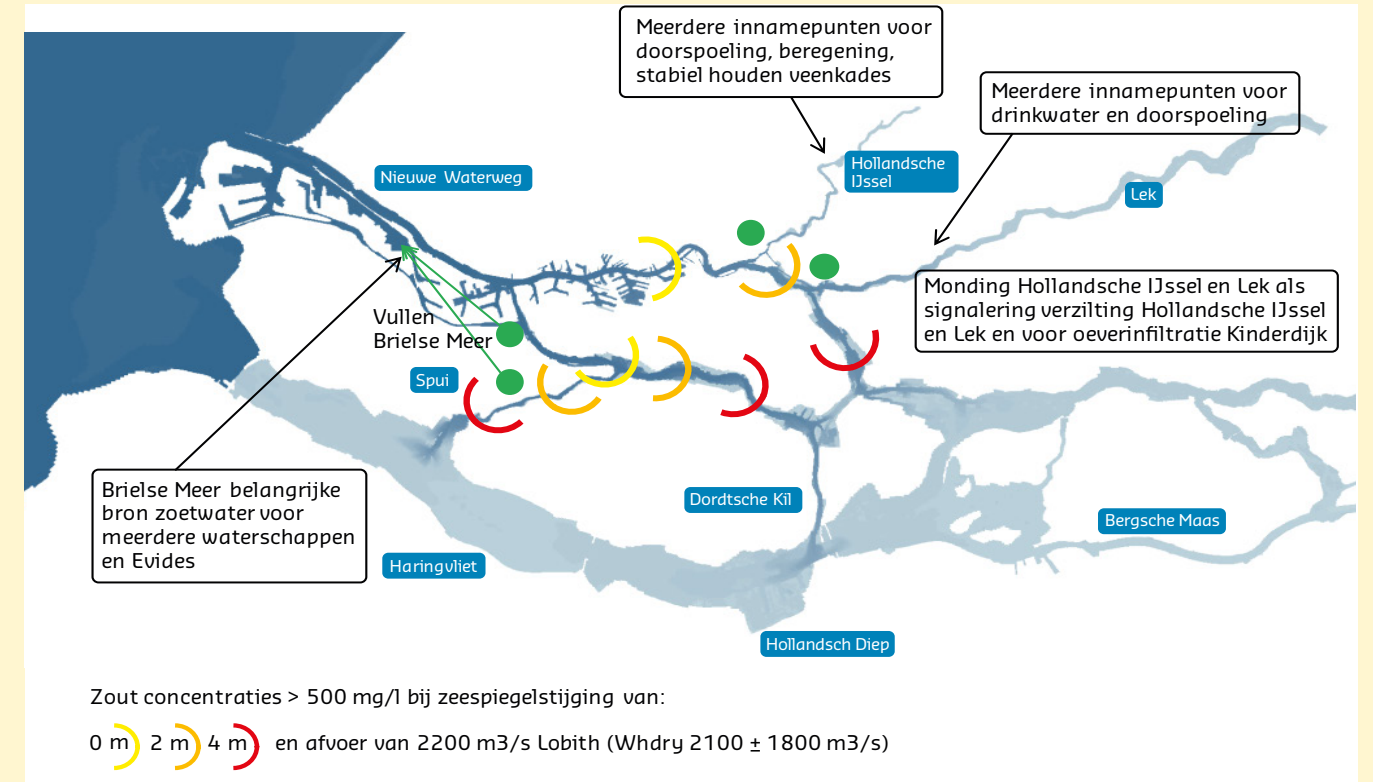 Meerdere innamepunten voor
doorspoeling, beregening,
stabiel houden veenkades
Meerdere innamepunten voor
drinkwater en doorspoeling
Nieuwe Waterweg
Hollandsche
IJssel
Lek
Monding Hollandsche IJssel en Lek als
signalering verzilting Hollandsche IJssel
en Lek en voor oeverinfiltratie Kinderdijk
Vullen
Brielse Meer
Spui
Brielse Meer belangrijke
bron zoetwater voor
meerdere waterschappen
en Evides
Dordtsche Kil
Bergsche Maas
Haringvliet
Hollandsch Diep
Zout concentraties > 500 mg/l bij zeespiegelstijging van:
0 m 2 m 4 m en afvoer van 2200 m3/s Lobith (Whdry 2100 ± 1800 m3/s)